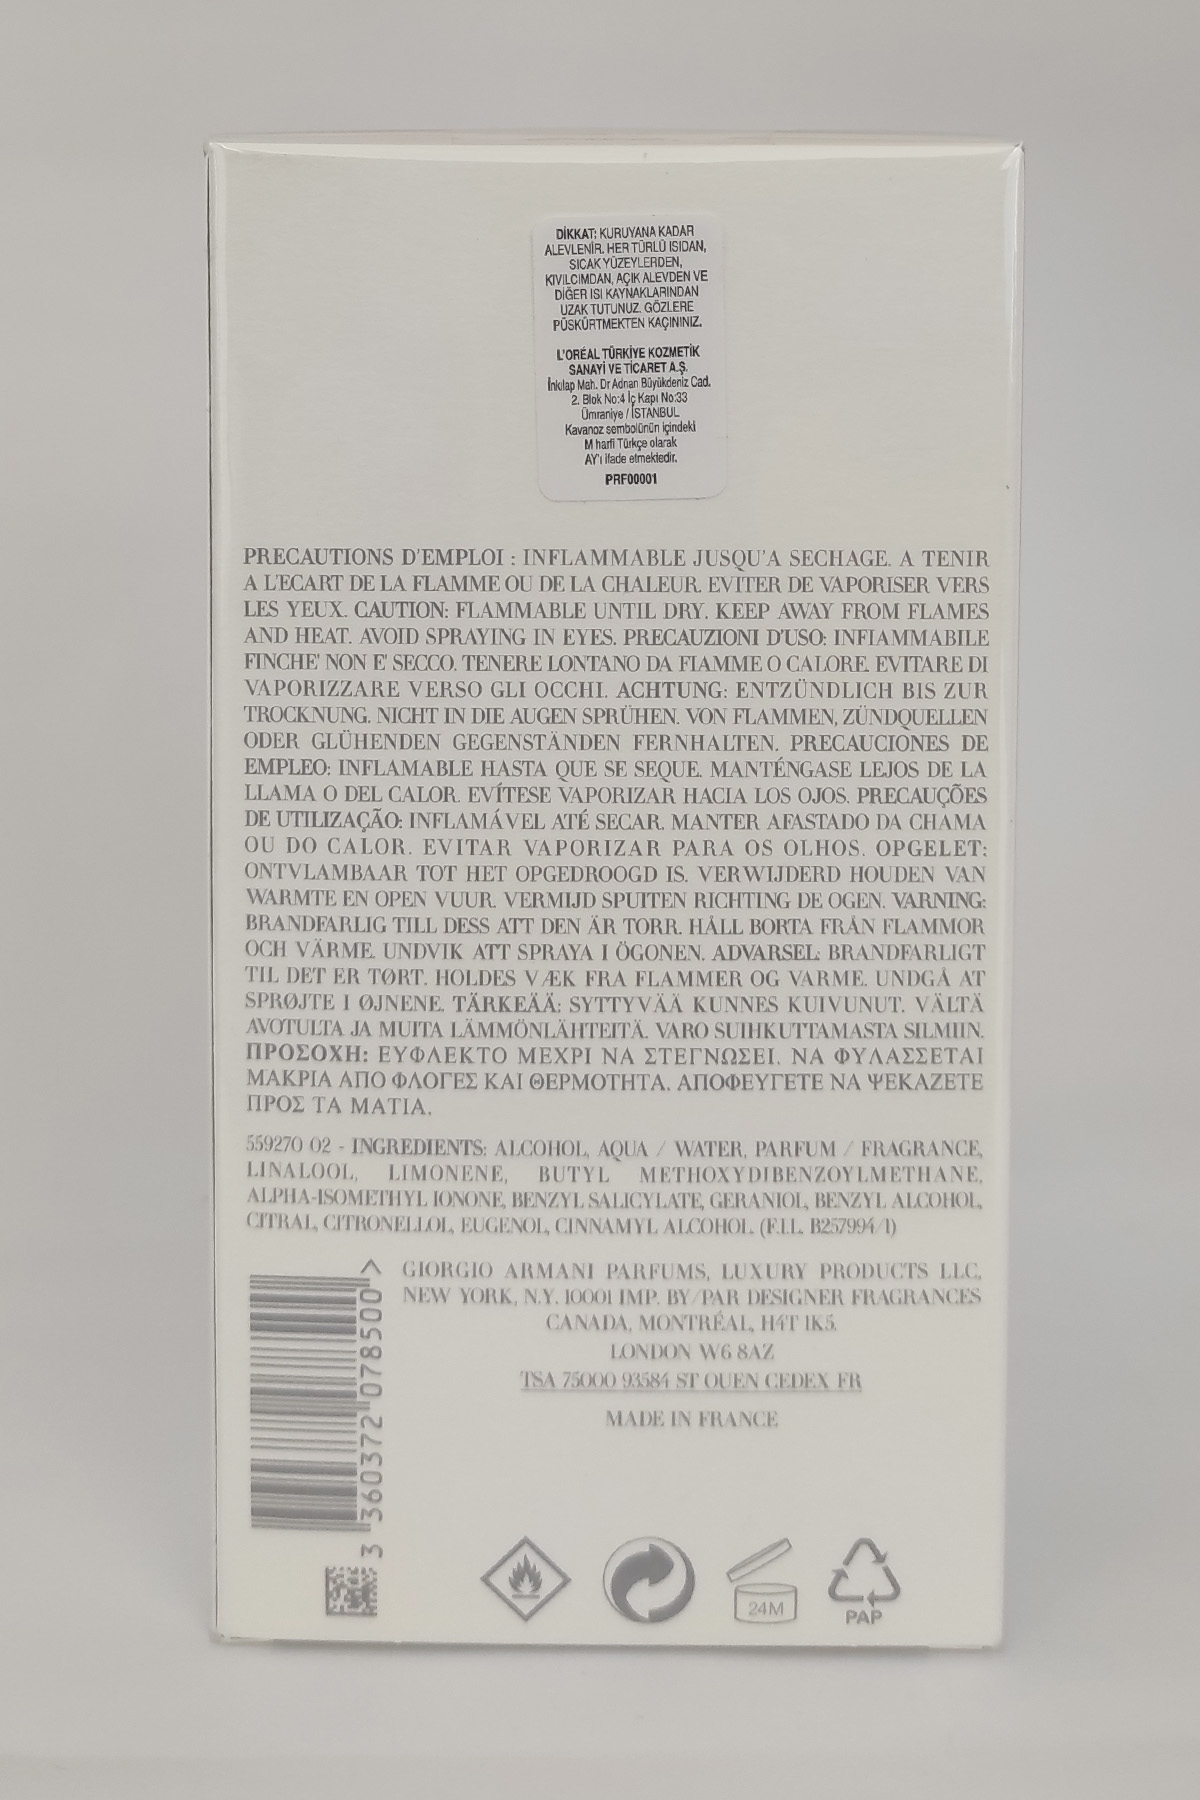 DİKKAT: KURUYANA KADAR
ALEVLENİR. HER TÜRLÜ ISIDAN,
SICAK YÜZEYLERDEN,
KIVILCIMDAN, AÇIK ALEVDEN VE
DİĞER ISI KAYNAKLARINDAN
UZAK TUTUNUZ. GÖZLERE
PÜSKÜRTMEKTEN KAÇININIZ.
L'ORÉAL TÜRKİYE KOZMETİK
SANAYİ VE TİCARET A.Ş.
İnkılap Mah. Dr Adnan Büyükdeniz Cad.
2. Blok No:4 İç Kapı No:33
Ümraniye / İSTANBUL
Kavanoz sembolünün içindeki
M harfi Türkçe olarak
AY'ı ifade etmektedir.
PRF00001
PRECAUTIONS D'EMPLOI : INFLAMMABLE JUSQU'A SECHAGE. A TENIR
A L'ECART DE LA FLAMME OU DE LA CHALEUR. EVITER DE VAPORISER VERS
LES YEUX. CAUTION: FLAMMABLE UNTIL DRY. KEEP AWAY FROM FLAMES
AND HEAT. AVOID SPRAYING IN EYES. PRECAUZIONI D'USO: INFIAMMABILE
FINCHE' NON E' SECCO. TENERE LONTANO DA FIAMME O CALORE. EVITARE DI
VAPORIZZARE VERSO GLI OCCHI. ACHTUNG: ENTZÜNDLICH BIS ZUR
TROCKNUNG. NICHT IN DIE AUGEN SPRÜHEN. VON FLAMMEN, ZÜNDQUELLEN
ODER GLÜHENDEN GEGENSTÄNDEN FERNHALTEN. PRECAUCIONES DE
EMPLEO: INFLAMABLE HASTA QUE SE SEQUE. MANTÉNGASE LEJOS DE LA
LLAMA O DEL CALOR. EVÍTESE VAPORIZAR HACIA LOS OJOS. PRECAUÇÕES
DE UTILIZAÇÃO: INFLAMÁVEL ATÉ SECAR. MANTER AFASTADO DA CHAMA
OU DO CALOR. EVITAR VAPORIZAR PARA OS OLHOS. OPGELET:
ONTVLAMBAAR TOT HET OPGEDROOGD IS. VERWIJDERD HOUDEN VAN
WARMTE EN OPEN VUUR. VERMIJD SPUITEN RICHTING DE OGEN. VARNING:
BRANDFARLIG TILL DESS ATT DEN ÄR TORR. HÅLL BORTA FRÅN FLAMMOR
OCH VÄRME. UNDVIK ATT SPRAYA I ÖGONEN. ADVARSEL: BRANDFARLIGT
TIL DET ER TØRT. HOLDES VÆK FRA FLAMMER OG VARME. UNDGÅ AT
SPRØJTE I ØJNENE. TÄRKEÄÄ: SYTTYVÄÄ KUNNES KUIVUNUT. VÄLTÄ
AVOTULTA JA MUITA LÄMMÖNLÄHTEITÄ. VARO SUIHKUTTAMASTA SILMIIN.
ΠΡΟΣΟΧΗ: ΕΥΦΛΕΚΤΟ ΜΕΧΡΙ ΝΑ ΣΤΕΓΝΩΣΕΙ. ΝΑ ΦΥΛΑΣΣΕΤΑΙ
ΜΑΚΡΙΑ ΑΠΟ ΦΛΟΓΕΣ ΚΑΙ ΘΕΡΜΟΤΗΤΑ. ΑΠΟΦΕΥΓΕΤΕ ΝΑ ΨΕΚΑΖΕΤΕ
ΠΡΟΣ ΤΑ ΜΑΤΙΑ.
559270 02 - INGREDIENTS: ALCOHOL, AQUA / WATER, PARFUM / FRAGRANCE,
LINALOOL, LIMONENE, BUTYL METHOXYDIBENZOYLMETHANE,
ALPHA-ISOMETHYL IONONE, BENZYL SALICYLATE, GERANIOL, BENZYL ALCOHOL,
CITRAL, CITRONELLOL, EUGENOL, CINNAMYL ALCOHOL. (F.I.L. B257994/1)
GIORGIO ARMANI PARFUMS, LUXURY PRODUCTS LLC,
NEW YORK, N.Y. 10001 IMP. BY/PAR DESIGNER FRAGRANCES
CANADA, MONTRÉAL, H4T 1K5.
LONDON W6 8AZ
TSA 75000 93584 ST OUEN CEDEX FR
MADE IN FRANCE
3 360372 078500 >
24M
PAP